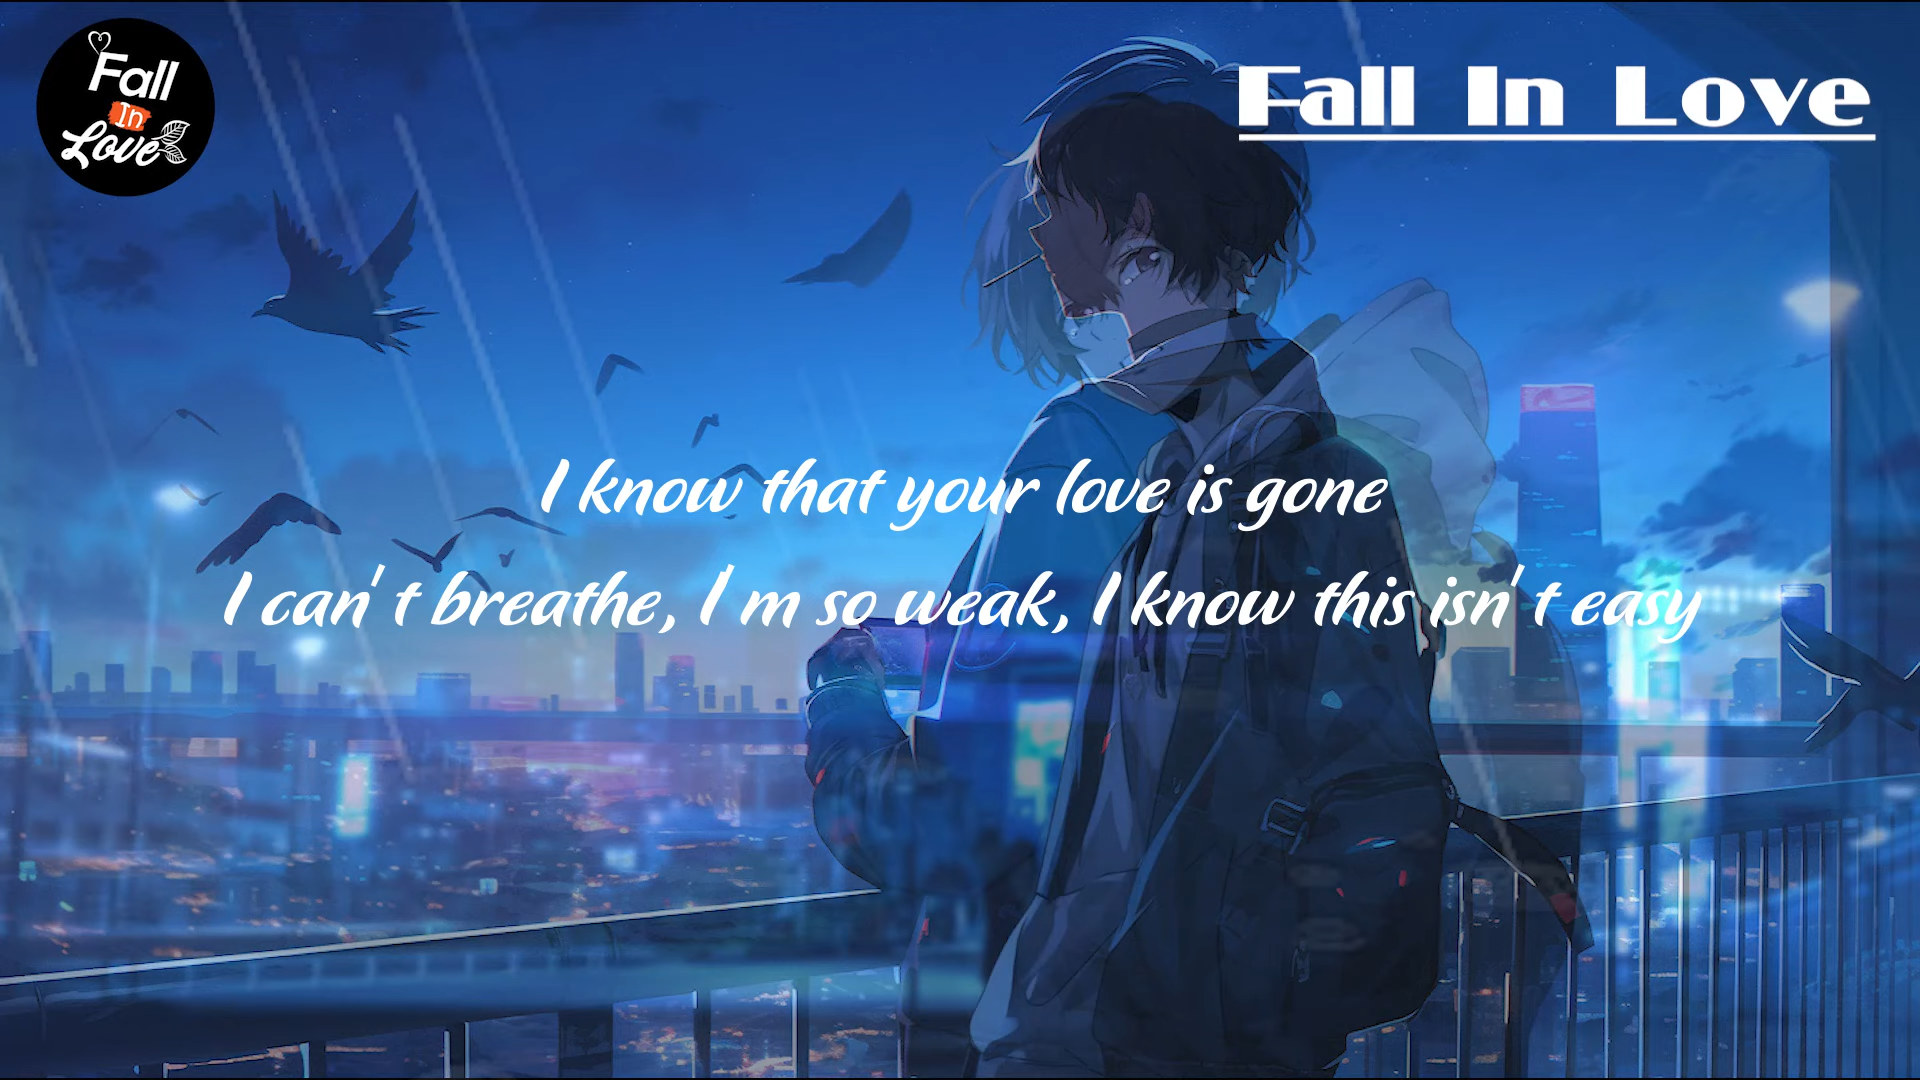 Fall
In
Love
Fall In Love
I know that your love is gone
I can't breathe, I'm so weak, I know this isn't easy